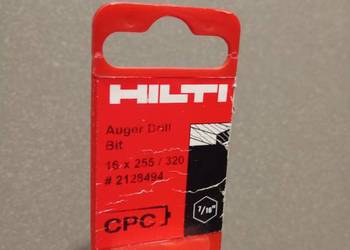 HILTI
Auger Drill
Bit
16 x 255 / 320
# 2128494
CPC
7/16"